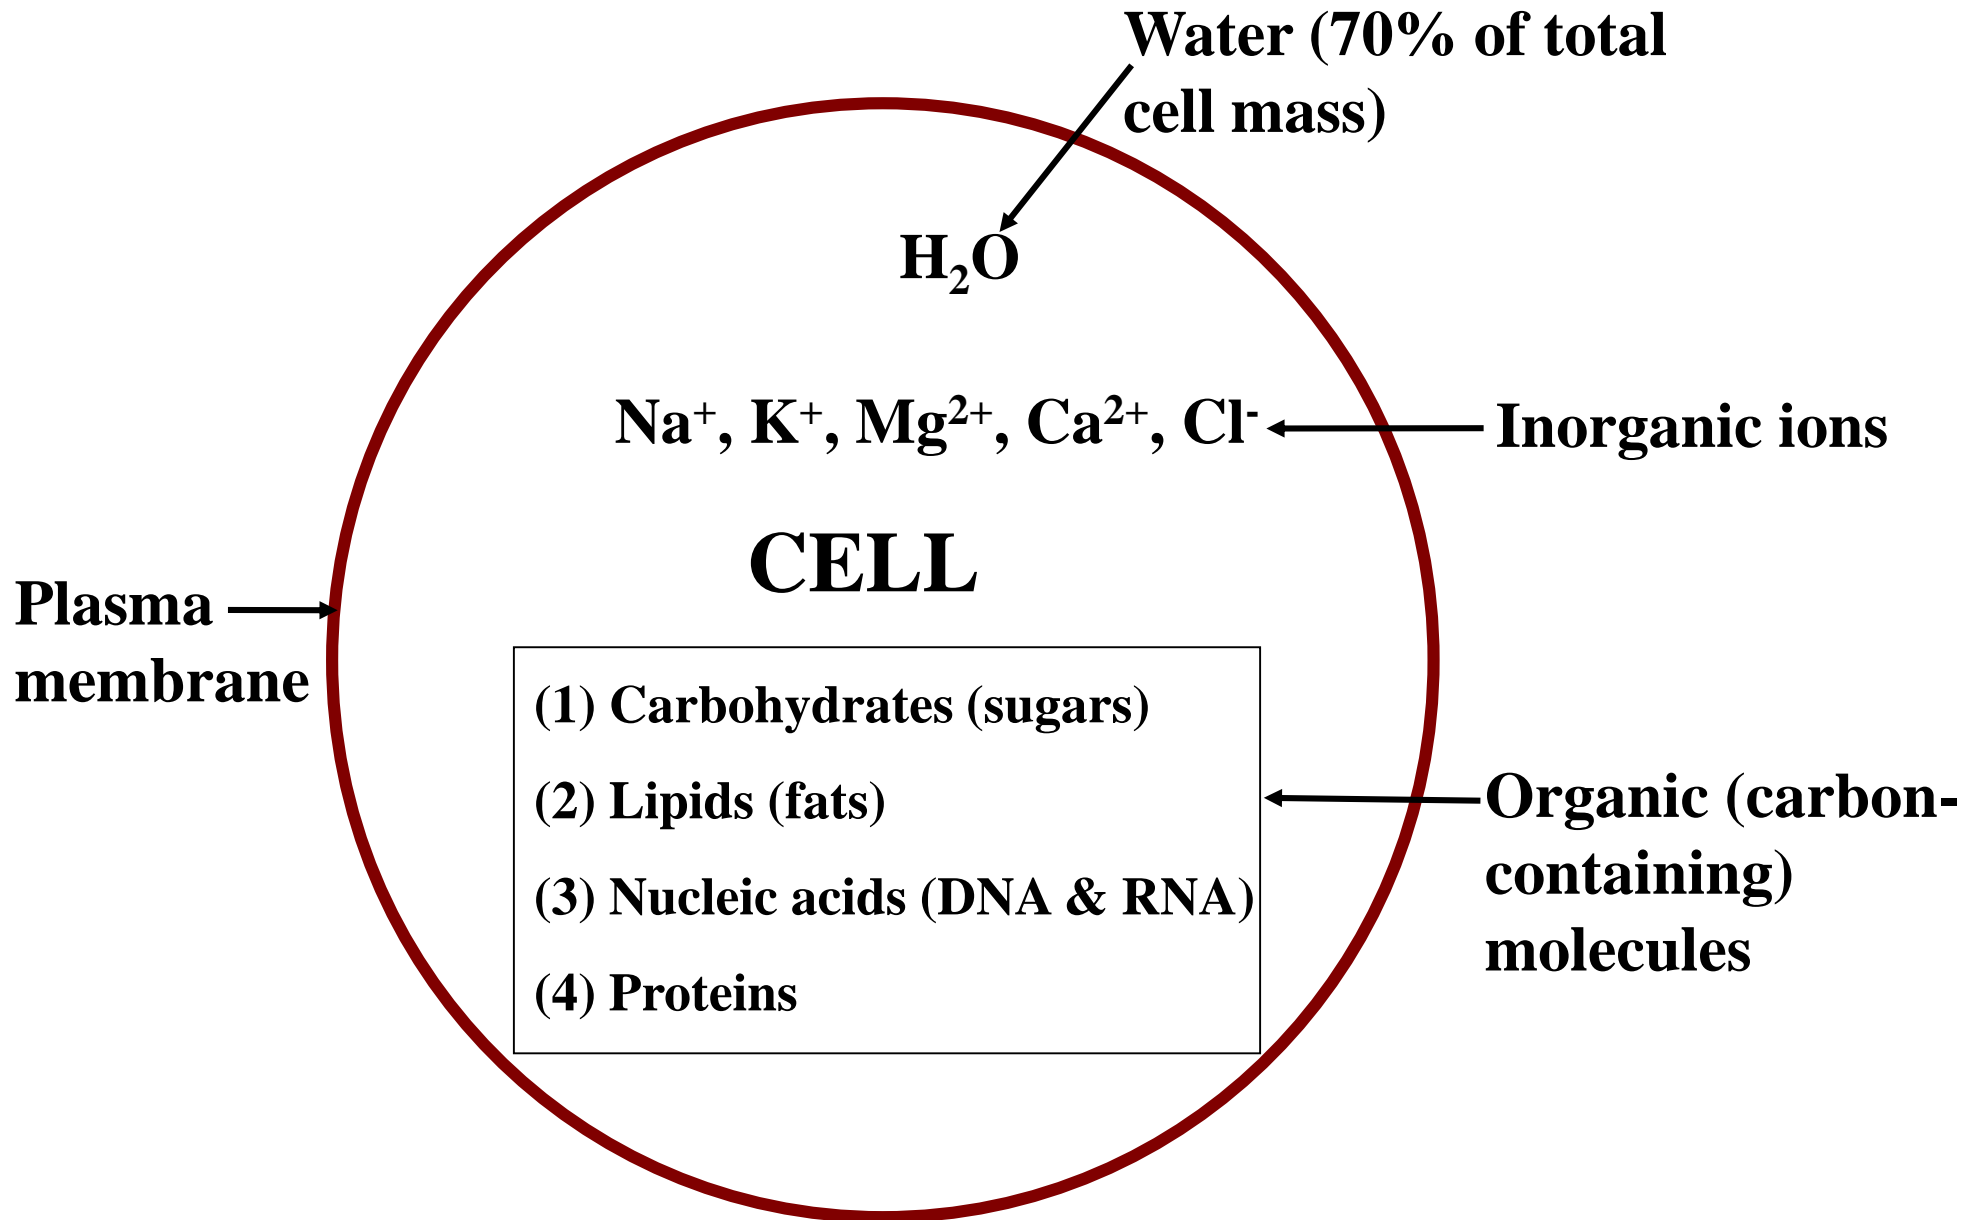 Water (70% of total
cell mass)
H₂O
Na⁺, K⁺, Mg²⁺, Ca²⁺, Cl⁻
Inorganic ions
CELL
Plasma
membrane
(1) Carbohydrates (sugars)
(2) Lipids (fats)
(3) Nucleic acids (DNA & RNA)
(4) Proteins
Organic (carbon-
containing)
molecules